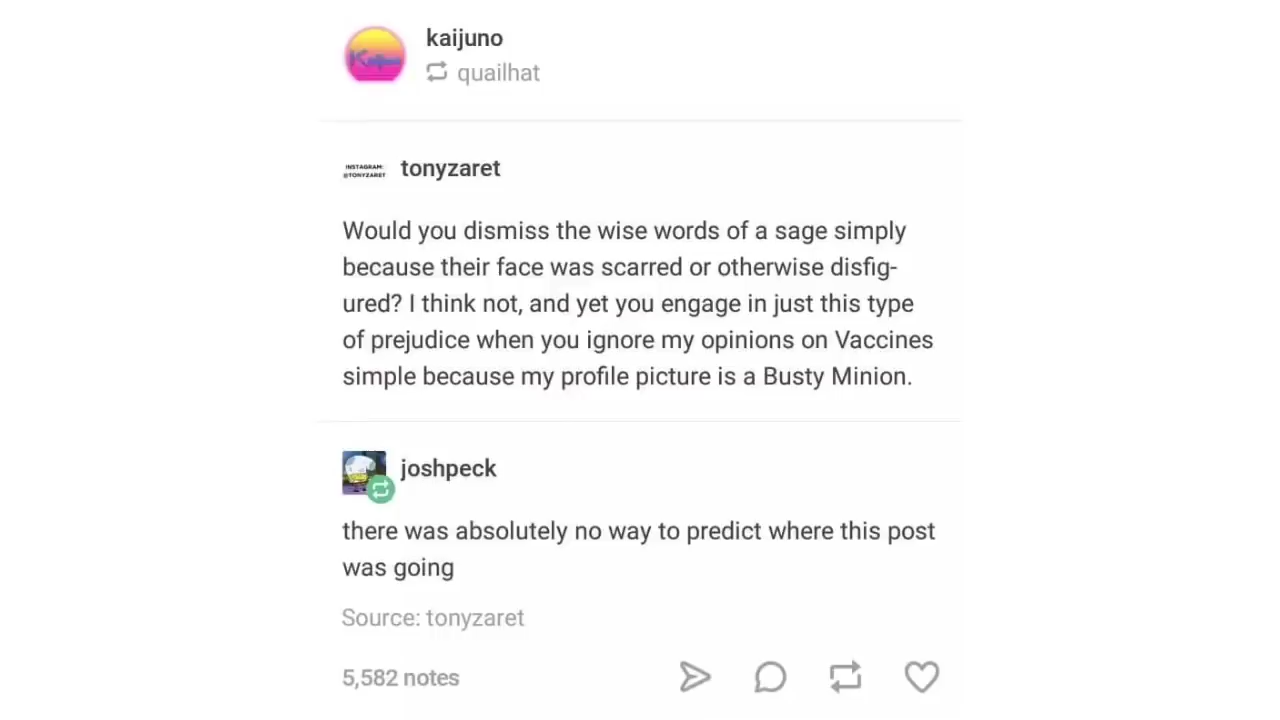 kaijuno
quailhat
INSTAGRAM:
@TONYZARET
tonyzaret
Would you dismiss the wise words of a sage simply
because their face was scarred or otherwise disfig-
ured? I think not, and yet you engage in just this type
of prejudice when you ignore my opinions on Vaccines
simple because my profile picture is a Busty Minion.
joshpeck
there was absolutely no way to predict where this post
was going
Source: tonyzaret
5,582 notes